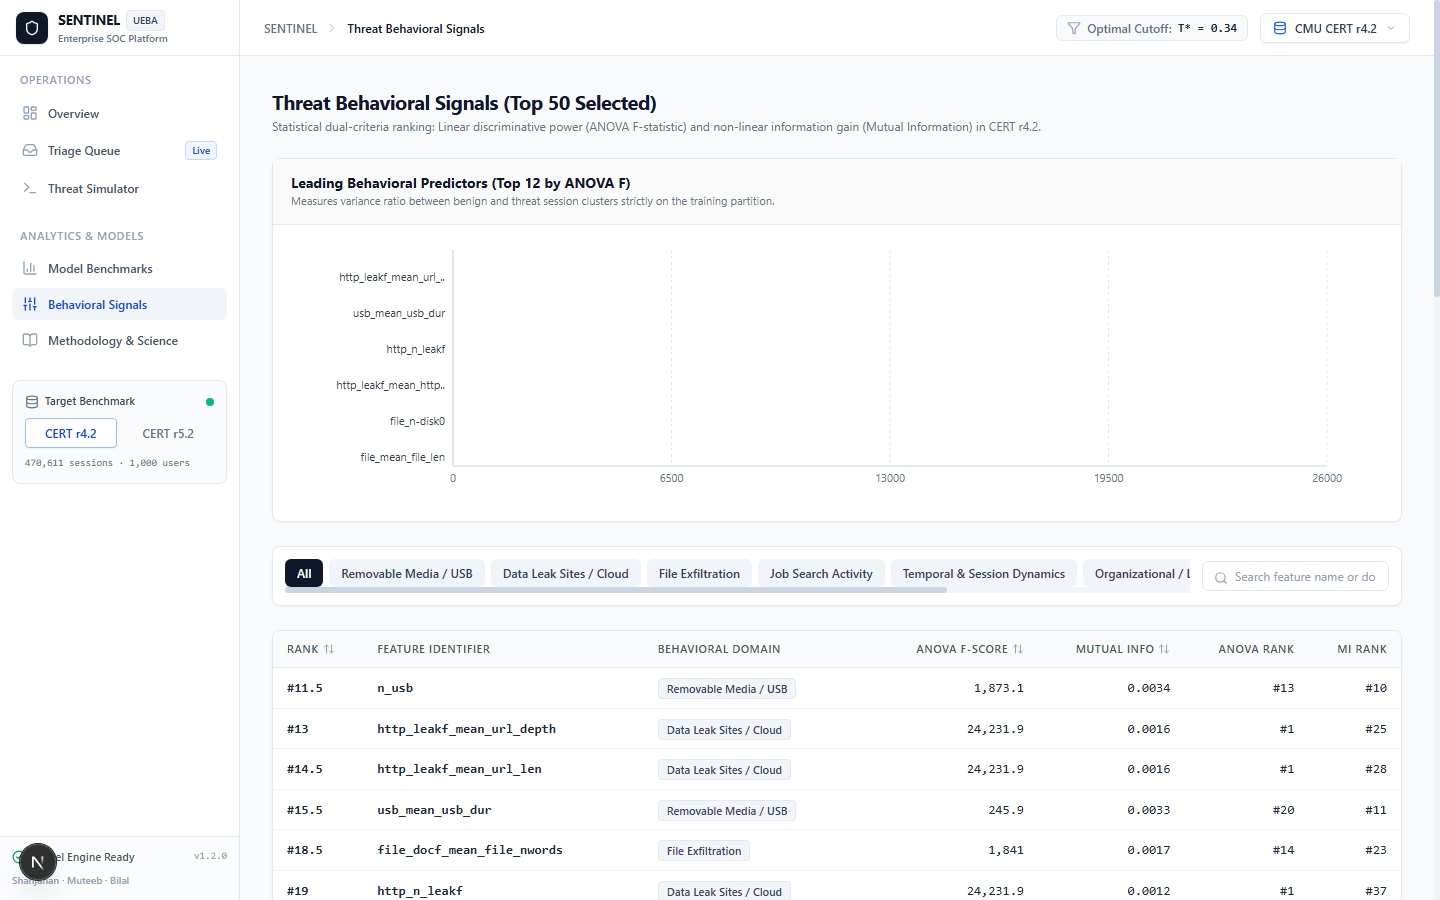 SENTINEL UEBA
Enterprise SOC Platform
OPERATIONS
Overview
Triage Queue Live
Threat Simulator
ANALYTICS & MODELS
Model Benchmarks
Behavioral Signals
Methodology & Science
Target Benchmark
CERT r4.2 CERT r5.2
470,611 sessions · 1,000 users
el Engine Ready v1.2.0
Shanjahan · Muteeb · Bilal
SENTINEL > Threat Behavioral Signals
Optimal Cutoff: T* = 0.34
CMU CERT r4.2
Threat Behavioral Signals (Top 50 Selected)
Statistical dual-criteria ranking: Linear discriminative power (ANOVA F-statistic) and non-linear information gain (Mutual Information) in CERT r4.2.
Leading Behavioral Predictors (Top 12 by ANOVA F)
Measures variance ratio between benign and threat session clusters strictly on the training partition.
http_leakf_mean_url_..
usb_mean_usb_dur
http_n_leakf
http_leakf_mean_http..
file_n-disk0
file_mean_file_len
0 6500 13000 19500 26000
All Removable Media / USB Data Leak Sites / Cloud File Exfiltration Job Search Activity Temporal & Session Dynamics Organizational / L
Search feature name or do
RANK FEATURE IDENTIFIER BEHAVIORAL DOMAIN ANOVA F-SCORE MUTUAL INFO ANOVA RANK MI RANK
#11.5 n_usb Removable Media / USB 1,873.1 0.0034 #13 #10
#13 http_leakf_mean_url_depth Data Leak Sites / Cloud 24,231.9 0.0016 #1 #25
#14.5 http_leakf_mean_url_len Data Leak Sites / Cloud 24,231.9 0.0016 #1 #28
#15.5 usb_mean_usb_dur Removable Media / USB 245.9 0.0033 #20 #11
#18.5 file_docf_mean_file_nwords File Exfiltration 1,841 0.0017 #14 #23
#19 http_n_leakf Data Leak Sites / Cloud 24,231.9 0.0012 #1 #37